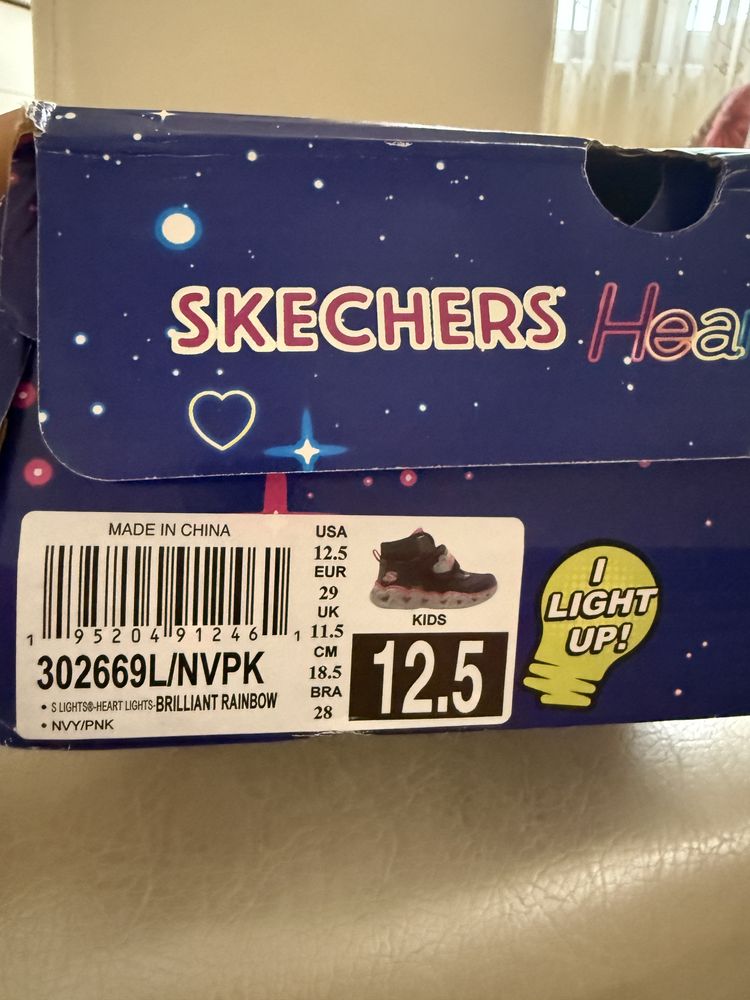 SKECHERS Hea
MADE IN CHINA
1 95204 91246 1
302669L/NVPK
• S LIGHTS®-HEART LIGHTS-BRILLIANT RAINBOW
• NVY/PNK
USA
12.5
EUR
29
UK
11.5
CM
18.5
BRA
28
KIDS
12.5
I
LIGHT
UP!